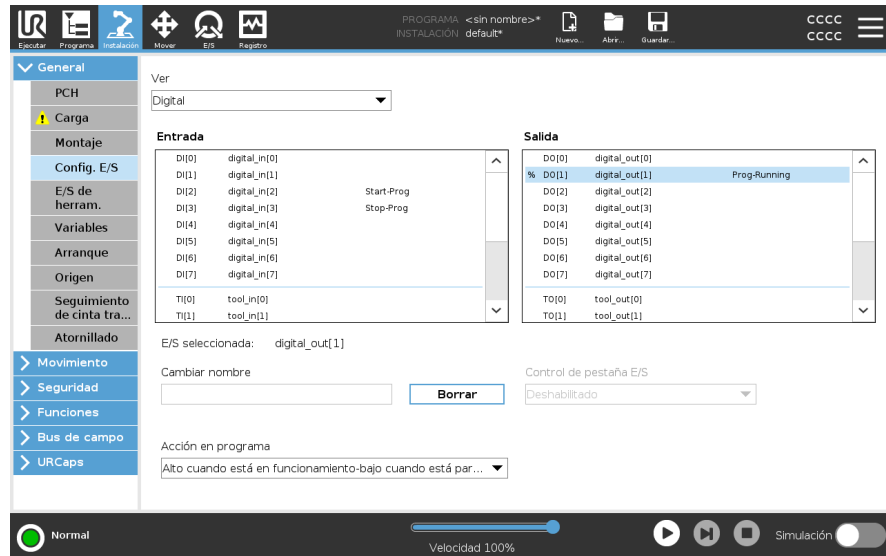 PROGRAMA <sin nombre>*
INSTALACIÓN default*
CCCC
CCCC
Ejecutar Programa Instalación Mover E/S Registro Nuevo... Abrir... Guardar...
General
PCH
Carga
Montaje
Config. E/S
E/S de
herram.
Variables
Arranque
Origen
Seguimiento
de cinta tra...
Atornillado
Movimiento
Seguridad
Funciones
Bus de campo
URCaps
Ver
Digital
Entrada
DI[0] digital_in[0]
DI[1] digital_in[1]
DI[2] digital_in[2] Start-Prog
DI[3] digital_in[3] Stop-Prog
DI[4] digital_in[4]
DI[5] digital_in[5]
DI[6] digital_in[6]
DI[7] digital_in[7]
TI[0] tool_in[0]
TI[1] tool_in[1]
Salida
DO[0] digital_out[0]
% DO[1] digital_out[1] Prog-Running
DO[2] digital_out[2]
DO[3] digital_out[3]
DO[4] digital_out[4]
DO[5] digital_out[5]
DO[6] digital_out[6]
DO[7] digital_out[7]
TO[0] tool_out[0]
TO[1] tool_out[1]
E/S seleccionada: digital_out[1]
Cambiar nombre
Borrar
Control de pestaña E/S
Deshabilitado
Acción en programa
Alto cuando está en funcionamiento-bajo cuando está par...
Normal
Velocidad 100%
Simulación